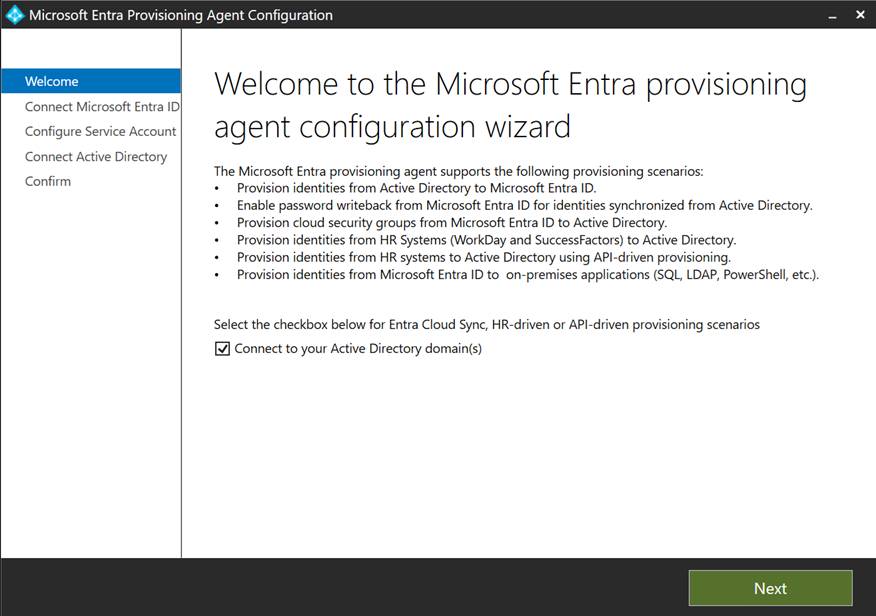 Microsoft Entra Provisioning Agent Configuration
Welcome
Connect Microsoft Entra ID
Configure Service Account
Connect Active Directory
Confirm
Welcome to the Microsoft Entra provisioning
agent configuration wizard
The Microsoft Entra provisioning agent supports the following provisioning scenarios:
• Provision identities from Active Directory to Microsoft Entra ID.
• Enable password writeback from Microsoft Entra ID for identities synchronized from Active Directory.
• Provision cloud security groups from Microsoft Entra ID to Active Directory.
• Provision identities from HR Systems (WorkDay and SuccessFactors) to Active Directory.
• Provision identities from HR systems to Active Directory using API-driven provisioning.
• Provision identities from Microsoft Entra ID to  on-premises applications (SQL, LDAP, PowerShell, etc.).
Select the checkbox below for Entra Cloud Sync, HR-driven or API-driven provisioning scenarios
Connect to your Active Directory domain(s)
Next